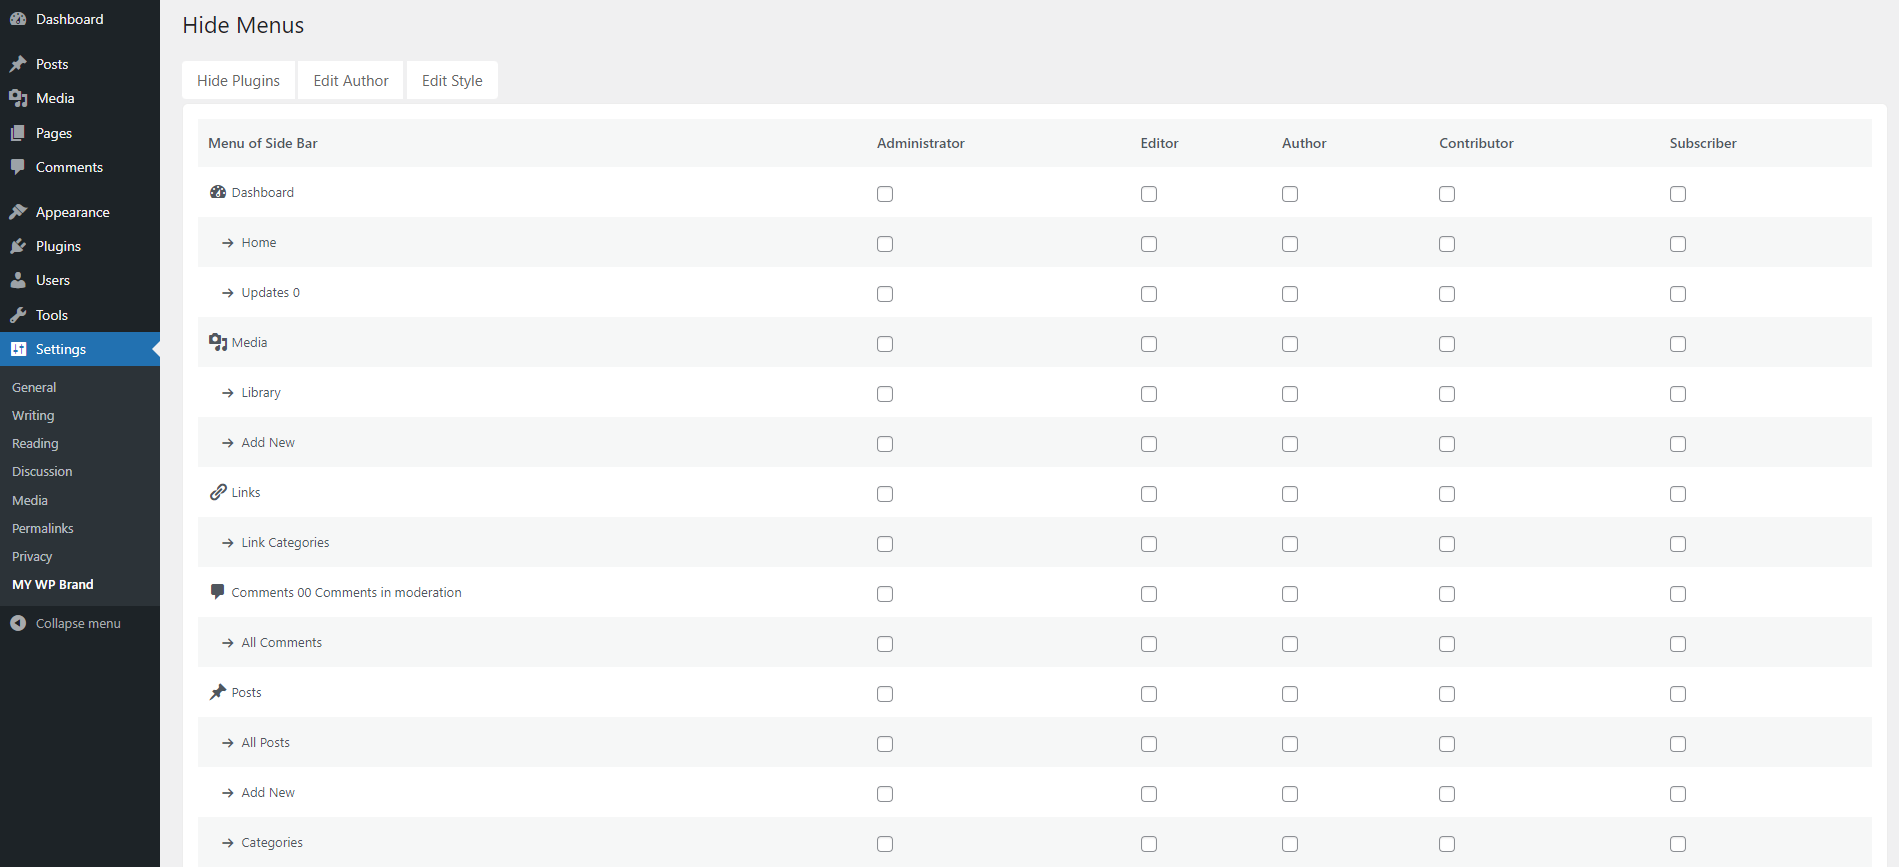 Dashboard
Posts
Media
Pages
Comments
Appearance
Plugins
Users
Tools
Settings
General
Writing
Reading
Discussion
Media
Permalinks
Privacy
MY WP Brand
Collapse menu
Hide Menus
Hide Plugins Edit Author Edit Style
Menu of Side Bar Administrator Editor Author Contributor Subscriber
Dashboard
Home
Updates 0
Media
Library
Add New
Links
Link Categories
Comments 00 Comments in moderation
All Comments
Posts
All Posts
Add New
Categories